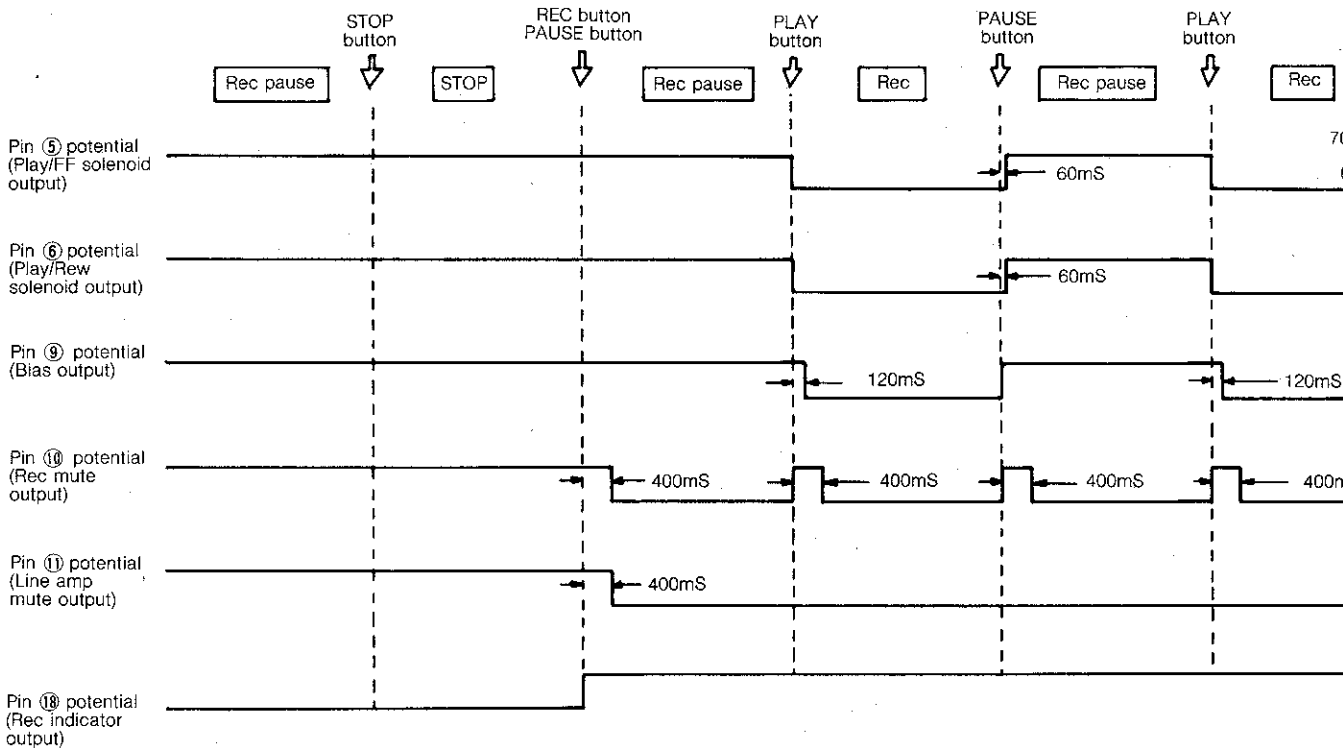 STOP
button
REC button
PAUSE button
PLAY
button
PAUSE
button
PLAY
button
Rec pause
STOP
Rec pause
Rec
Rec pause
Rec
Pin ⑤ potential
(Play/FF solenoid
output)
60mS
70
6
Pin ⑥ potential
(Play/Rew
solenoid output)
60mS
Pin ⑨ potential
(Bias output)
120mS
120mS
Pin ⑩ potential
(Rec mute
output)
400mS
400mS
400mS
400m
Pin ⑪ potential
(Line amp
mute output)
400mS
Pin ⑱ potential
(Rec indicator
output)